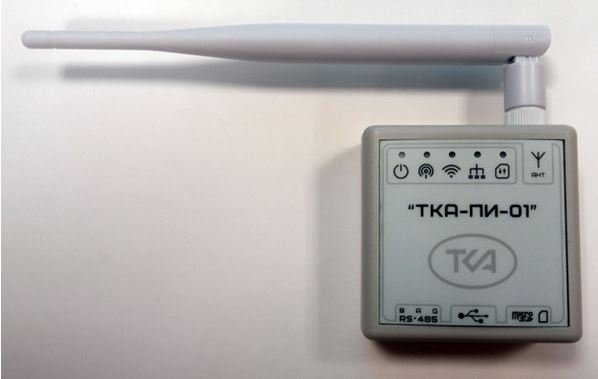 АНТ.
"ТКА-ПИ-01"
ТКА
B A G
RS-485
micro